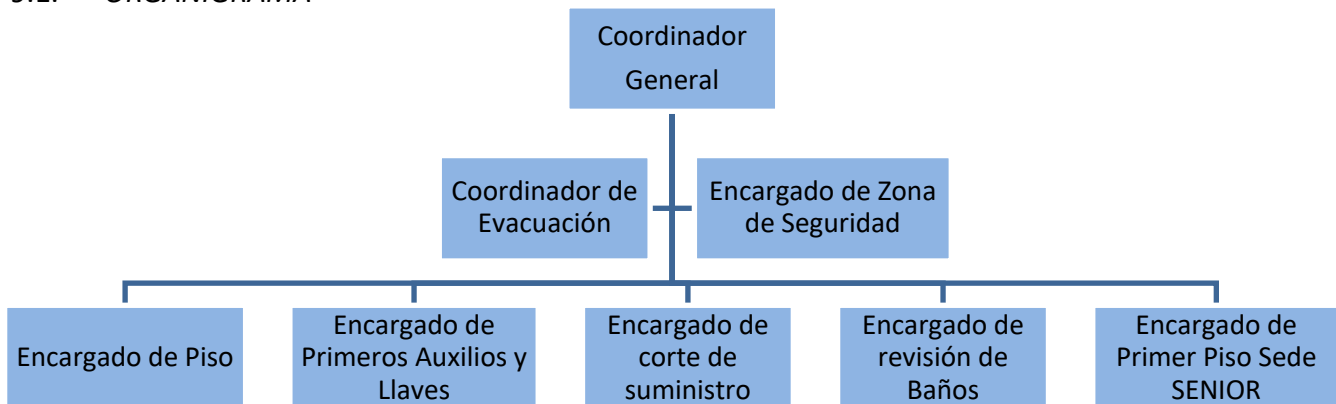 Coordinador
General
Coordinador de
Evacuación
Encargado de Zona
de Seguridad
Encargado de Piso
Encargado de
Primeros Auxilios y
Llaves
Encargado de
corte de
suministro
Encargado de
revisión de
Baños
Encargado de
Primer Piso Sede
SENIOR